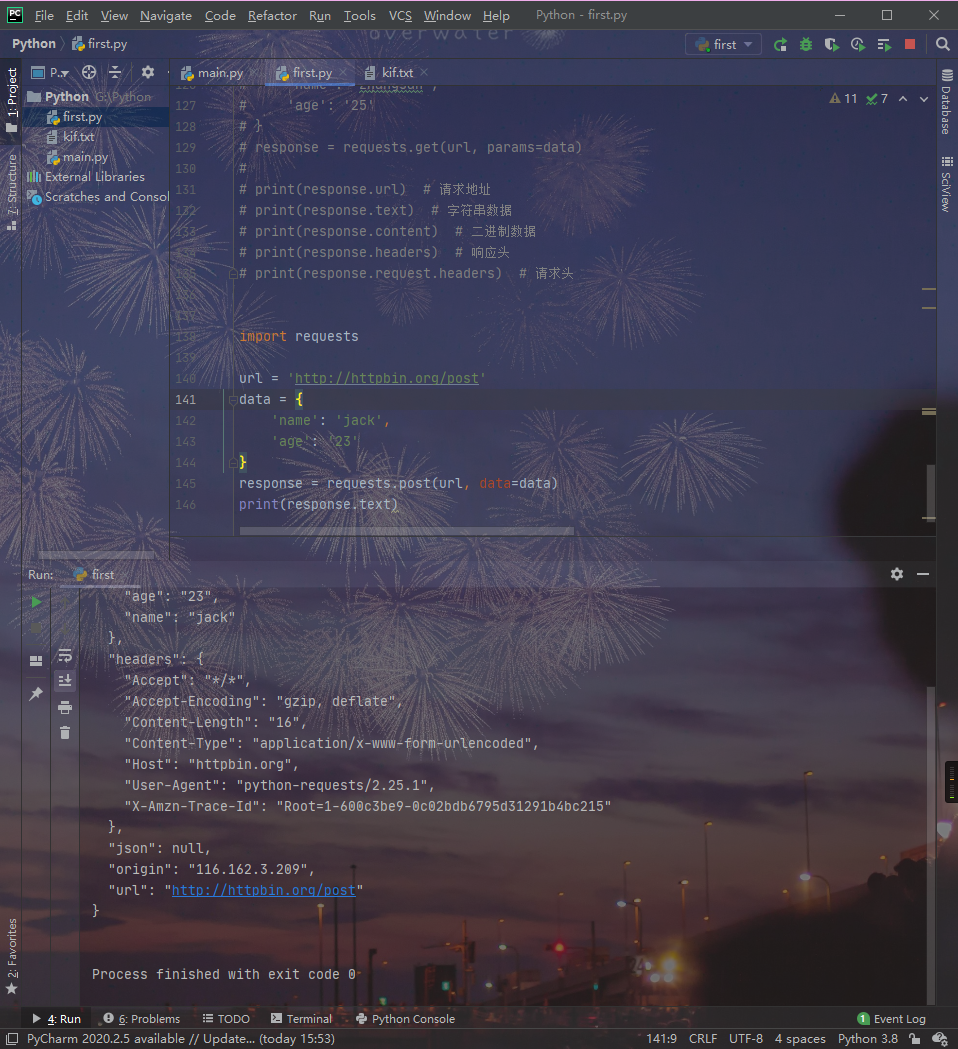 File Edit View Navigate Code Refactor Run Tools VCS Window Help Python - first.py
overwater
Python first.py first
1: Project P.. main.py first.py kif.txt
Python G:\Python
first.py
kif.txt
main.py
External Libraries
Scratches and Consol
7: Structure
2: Favorites
Database
SciView
11 7
127 # 'age': '25'
128 # }
129 # response = requests.get(url, params=data)
130 #
131 # print(response.url) # 请求地址
132 # print(response.text) # 字符串数据
133 # print(response.content) # 二进制数据
134 # print(response.headers) # 响应头
135 # print(response.request.headers) # 请求头
136
137
138 import requests
139
140 url = 'http://httpbin.org/post'
141 data = {
142 'name': 'jack',
143 'age': '23'
144 }
145 response = requests.post(url, data=data)
146 print(response.text)
Run: first
"age": "23",
"name": "jack"
},
"headers": {
"Accept": "*/*",
"Accept-Encoding": "gzip, deflate",
"Content-Length": "16",
"Content-Type": "application/x-www-form-urlencoded",
"Host": "httpbin.org",
"User-Agent": "python-requests/2.25.1",
"X-Amzn-Trace-Id": "Root=1-600c3be9-0c02bdb6795d31291b4bc215"
},
"json": null,
"origin": "116.162.3.209",
"url": "http://httpbin.org/post"
}
Process finished with exit code 0
4: Run 6: Problems TODO Terminal Python Console 1 Event Log
PyCharm 2020.2.5 available // Update... (today 15:53) 141:9 CRLF UTF-8 4 spaces Python 3.8